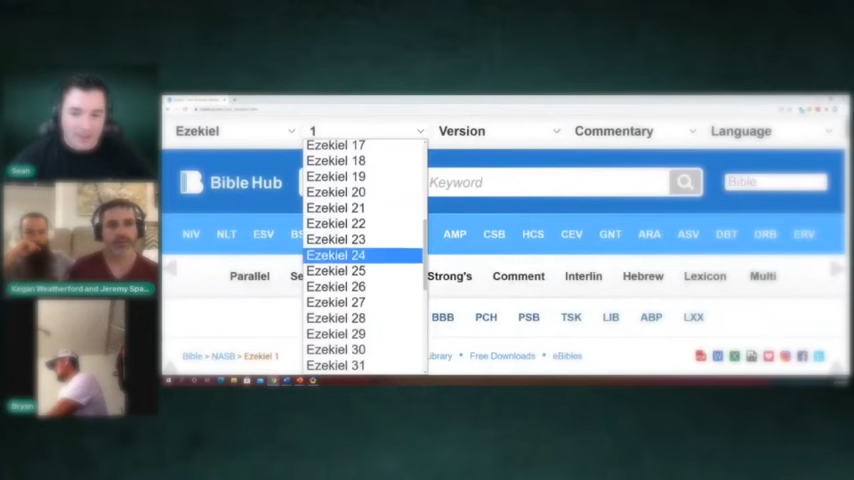 Sean
Kegan Weatherford and Jeremy Spa...
Bryan
Ezekiel 1 Version Commentary Language
Ezekiel 17
Ezekiel 18
Ezekiel 19
Ezekiel 20
Ezekiel 21
Ezekiel 22
Ezekiel 23
Ezekiel 24
Ezekiel 25
Ezekiel 26
Ezekiel 27
Ezekiel 28
Ezekiel 29
Ezekiel 30
Ezekiel 31
Bible Hub Keyword Bible
NIV NLT ESV BS AMP CSB HCS CEV GNT ARA ASV DBT DRB ERV
Parallel Se Strong's Comment Interlin Hebrew Lexicon Multi
BBB PCH PSB TSK LIB ABP LXX
Bible > NASB > Ezekiel 1 ibrary • Free Downloads • eBibles